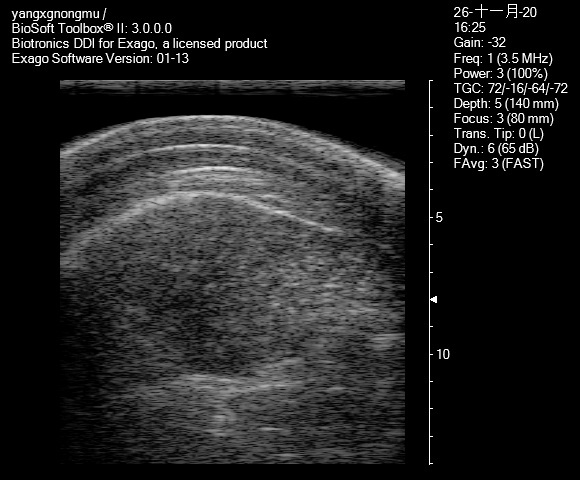 yangxgnongmu /
BioSoft Toolbox® II: 3.0.0.0
Biotronics DDI for Exago, a licensed product
Exago Software Version: 01-13
26-十一月-20
16:25
Gain: -32
Freq: 1 (3.5 MHz)
Power: 3 (100%)
TGC: 72/-16/-64/-72
Depth: 5 (140 mm)
Focus: 3 (80 mm)
Trans. Tip: 0 (L)
Dyn.: 6 (65 dB)
FAvg: 3 (FAST)
5
10